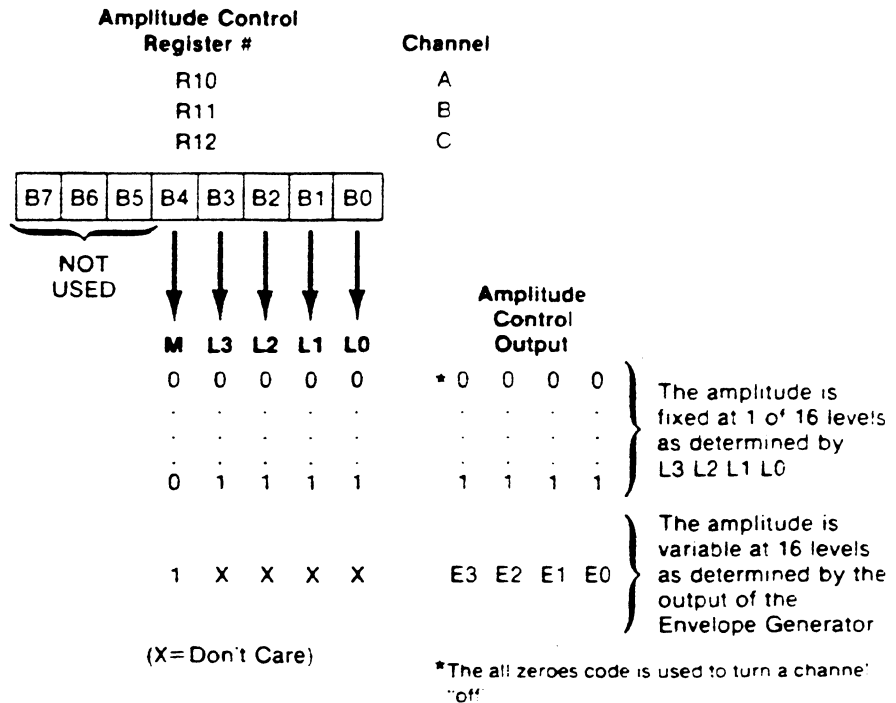 Amplitude Control
Register # Channel
R10 A
R11 B
R12 C
B7 B6 B5 B4 B3 B2 B1 B0
NOT
USED
Amplitude
Control
Output
M L3 L2 L1 L0
0 0 0 0 0 * 0 0 0 0
. . . . . . . . .
. . . . . . . . .
. . . . . . . . .
0 1 1 1 1 1 1 1 1
The amplitude is
fixed at 1 of 16 levels
as determined by
L3 L2 L1 L0
1 X X X X E3 E2 E1 E0
The amplitude is
variable at 16 levels
as determined by the
output of the
Envelope Generator
(X=Don't Care)
*The all zeroes code is used to turn a channel
"off"